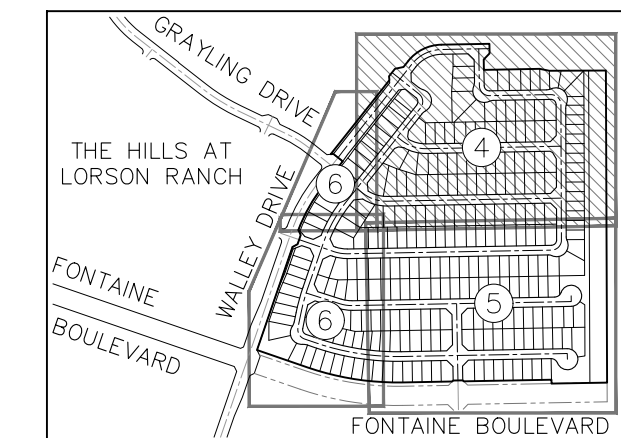 GRAYLING DRIVE
THE HILLS AT
LORSON RANCH
WALLEY DRIVE
FONTAINE
BOULEVARD
4
6
5
6
FONTAINE BOULEVARD